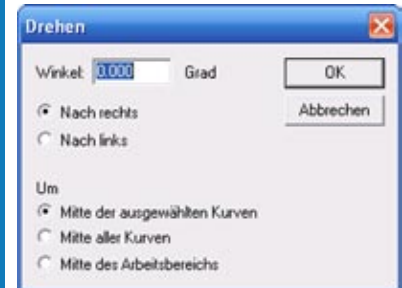 Drehen
Winkel: 0.000 Grad OK
Nach rechts Abbrechen
Nach links
Um
Mitte der ausgewählten Kurven
Mitte aller Kurven
Mitte des Arbeitsbereichs